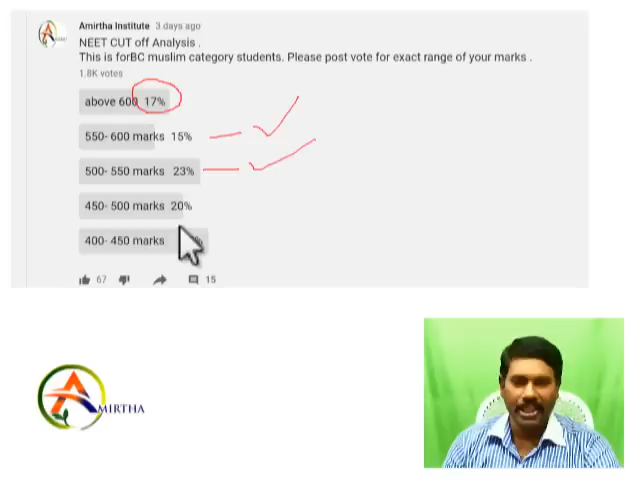 Amirtha Institute 3 days ago
NEET CUT off Analysis .
This is forBC muslim category students. Please post vote for exact range of your marks .
1.8K votes
above 600 17%
550- 600 marks 15%
500- 550 marks 23%
450- 500 marks 20%
400- 450 marks
67 15
AMIRTHA